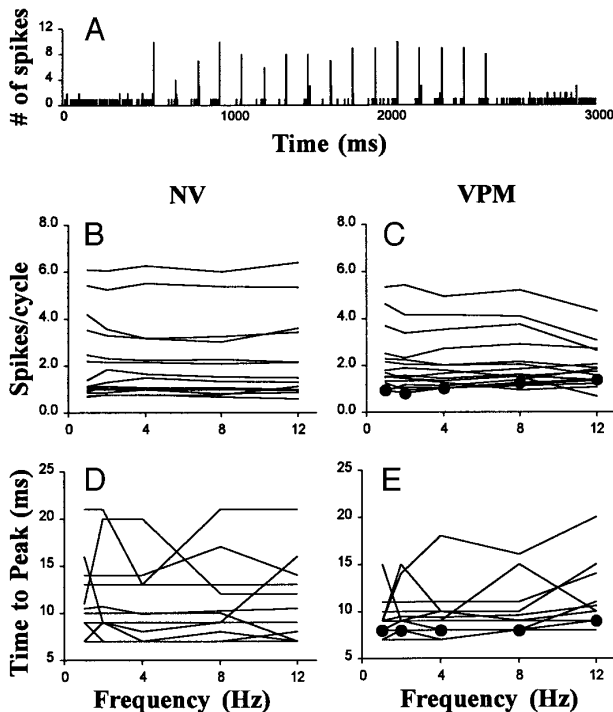 A
# of spikes
12
8
4
0
0 1000 2000 3000
Time (ms)
NV VPM
B C
Spikes/cycle
8.0 8.0
6.0 6.0
4.0 4.0
2.0 2.0
0.0 0.0
0 4 8 12 0 4 8 12
D E
Time to Peak (ms)
25 25
20 20
15 15
10 10
5 5
0 4 8 12 0 4 8 12
Frequency (Hz) Frequency (Hz)